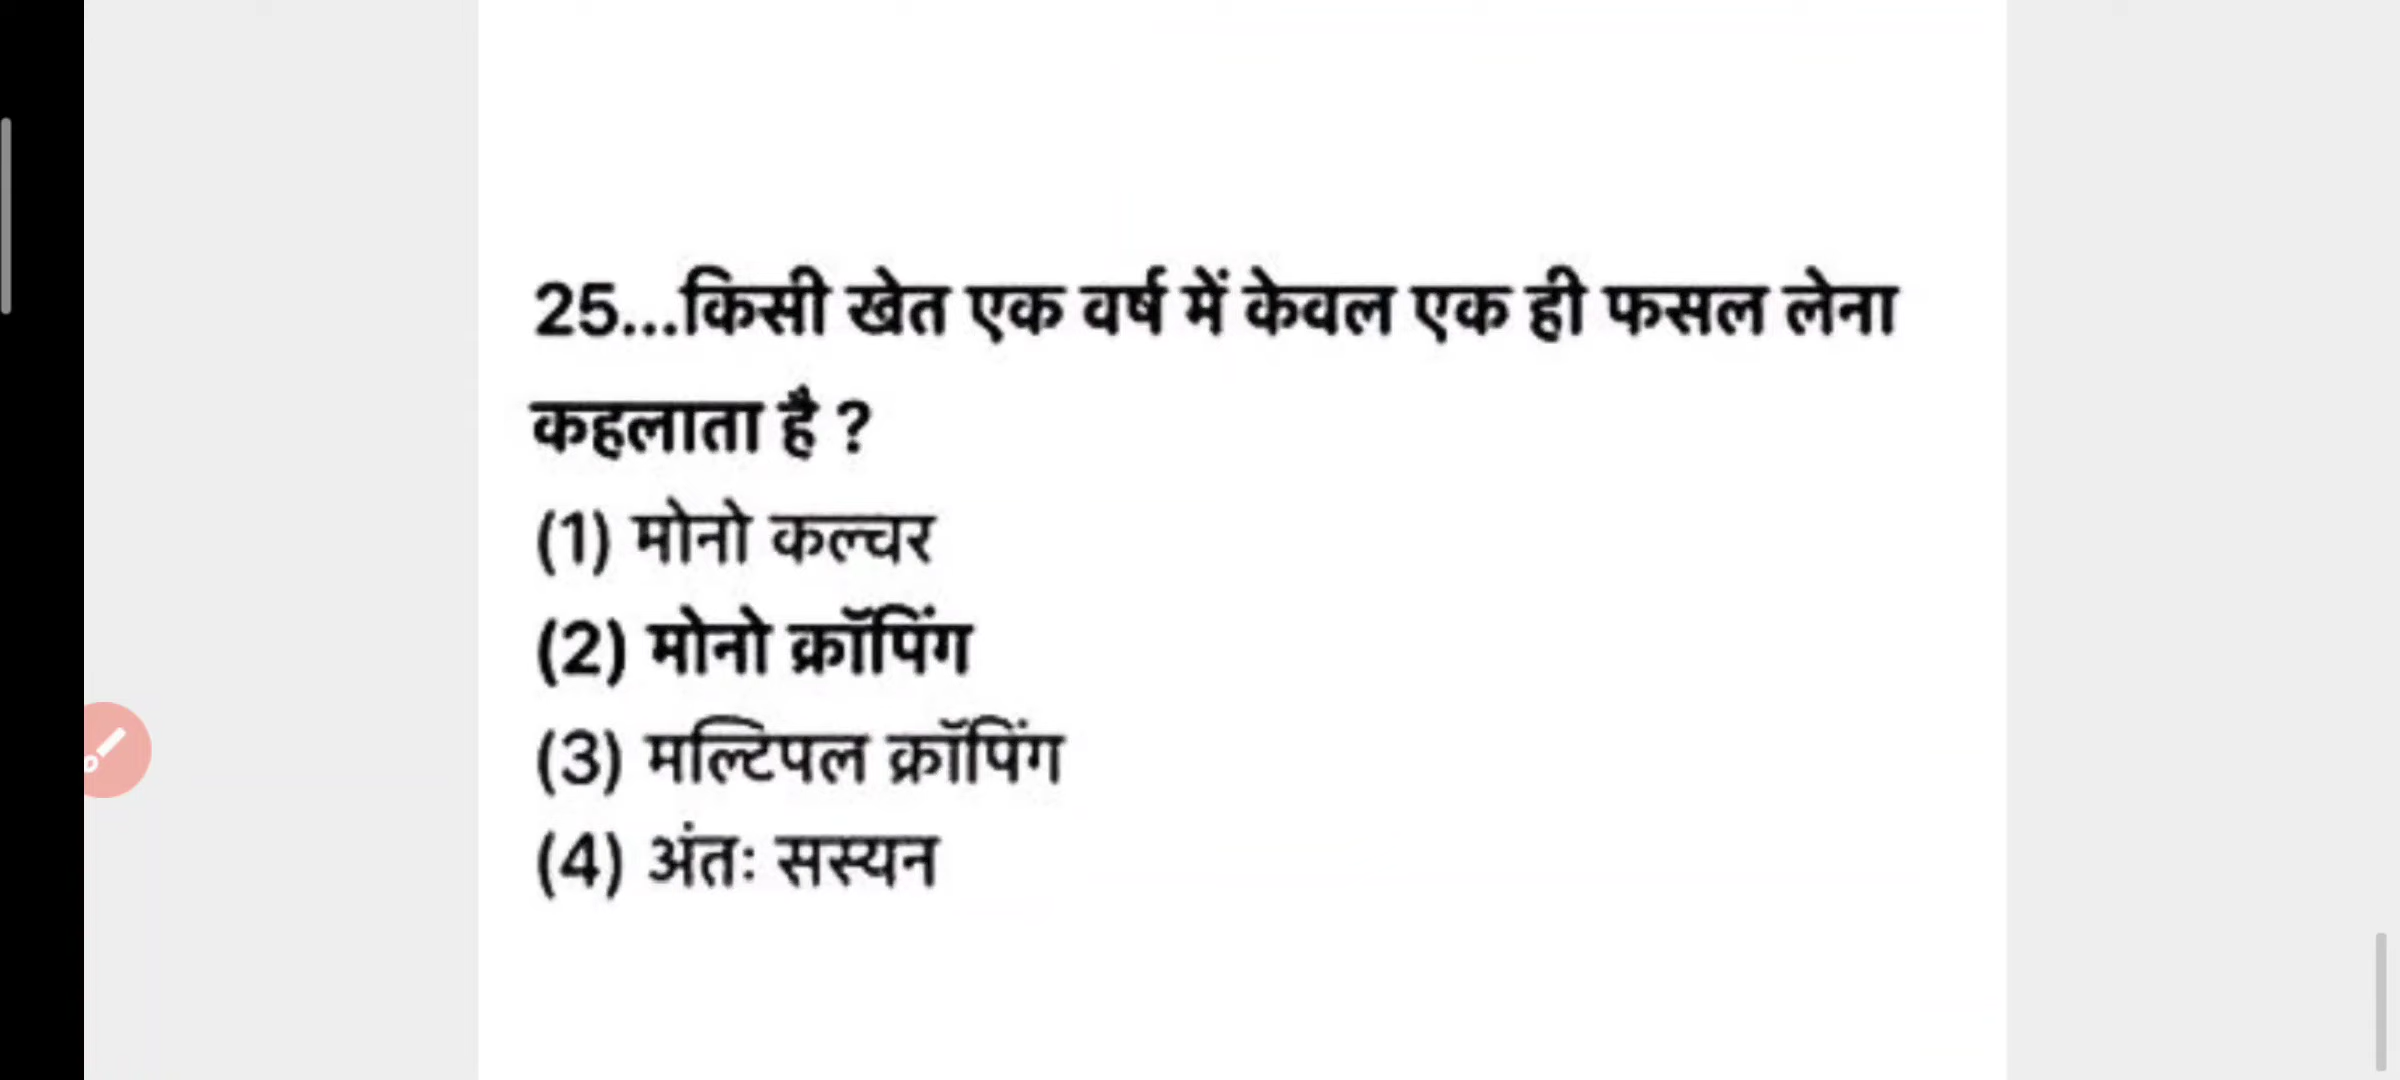 25...किसी खेत एक वर्ष में केवल एक ही फसल लेना
कहलाता है ?
(1) मोनो कल्चर
(2) मोनो क्रॉपिंग
(3) मल्टिपल क्रॉपिंग
(4) अंतः सस्यन